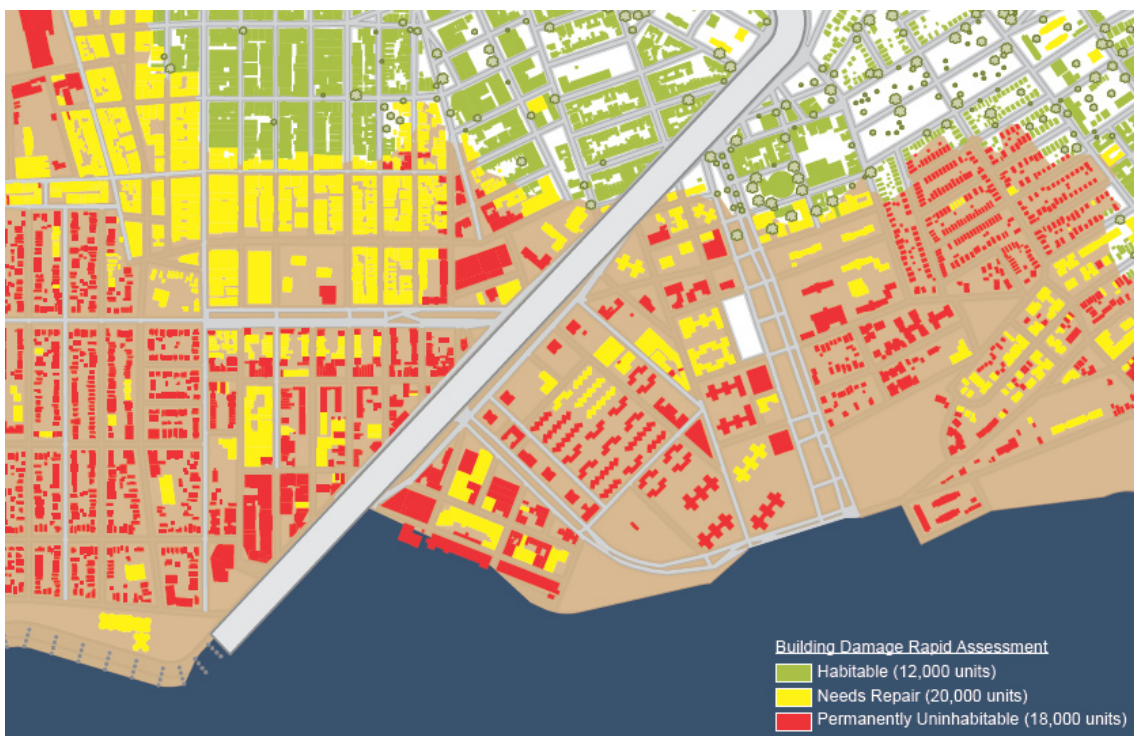 Building Damage Rapid Assessment
Habitable (12,000 units)
Needs Repair (20,000 units)
Permanently Uninhabitable (18,000 units)